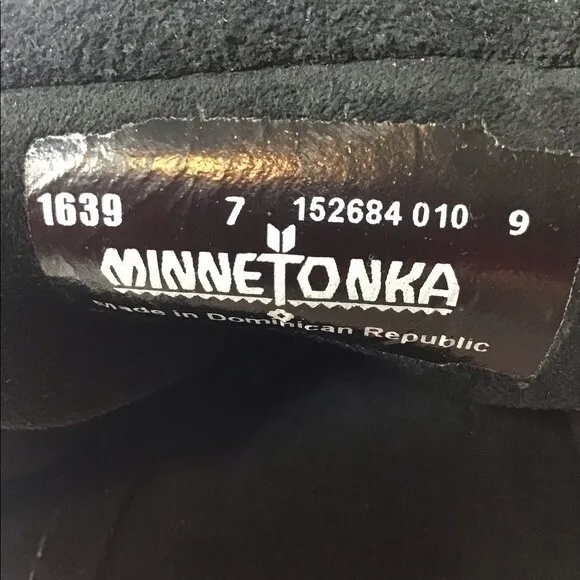 1639 7 152684 010 9
MINNETONKA
Made in Dominican Republic